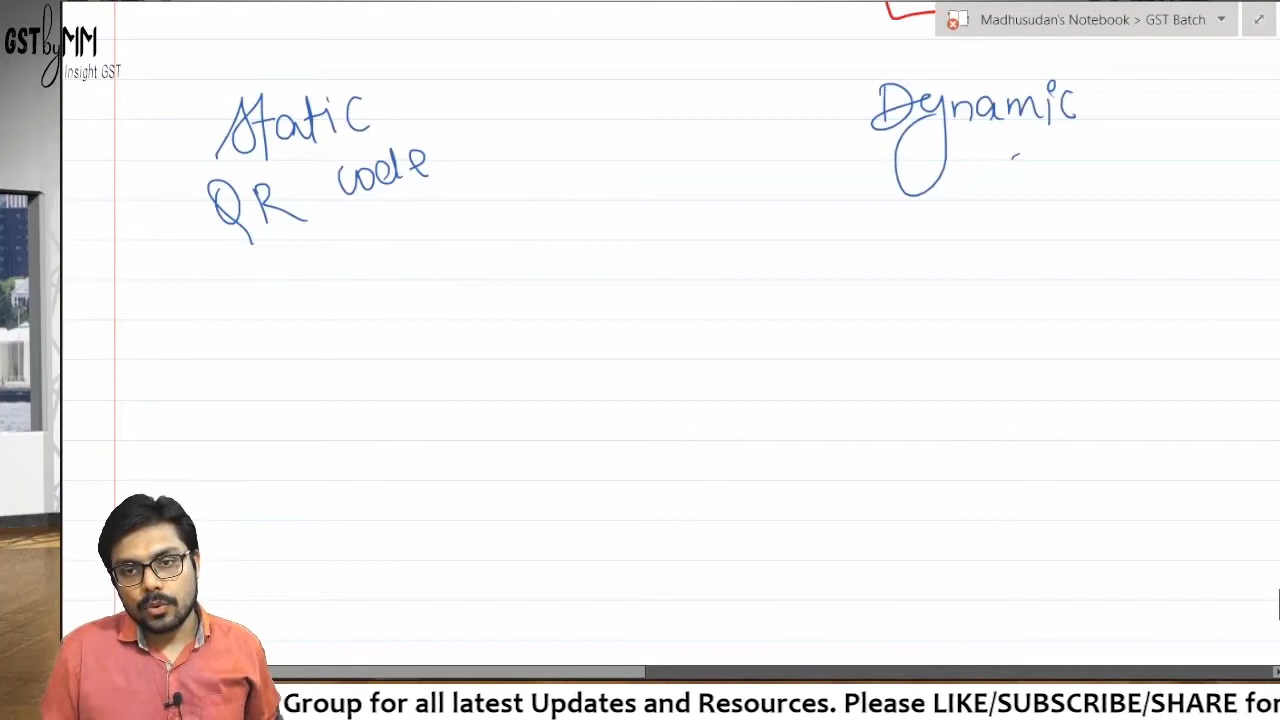 GST by MM
Insight GST
Madhusudan's Notebook > GST Batch
Static
QR code
Dynamic
Group for all latest Updates and Resources. Please LIKE/SUBSCRIBE/SHARE for